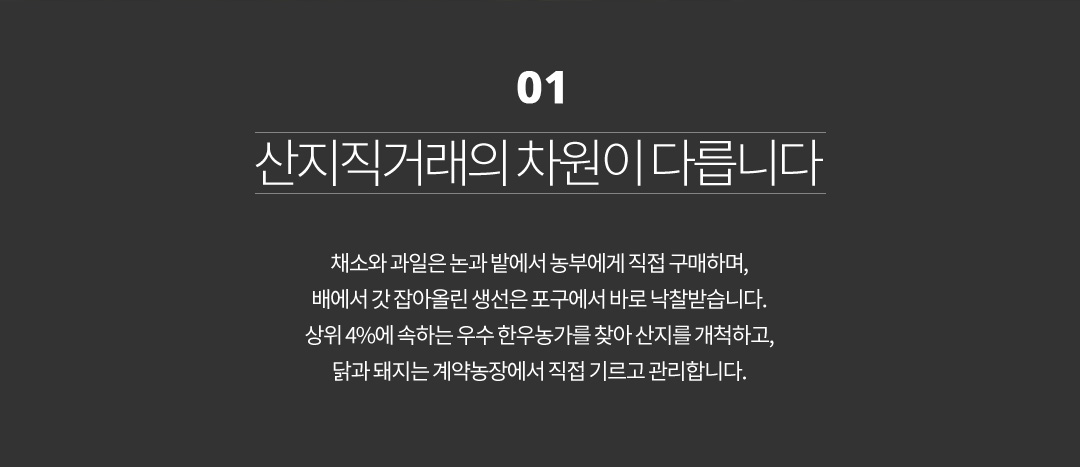 01
산지직거래의 차원이 다릅니다
채소와 과일은 논과 밭에서 농부에게 직접 구매하며,
배에서 갓 잡아올린 생선은 포구에서 바로 낙찰받습니다.
상위 4%에 속하는 우수 한우농가를 찾아 산지를 개척하고,
닭과 돼지는 계약농장에서 직접 기르고 관리합니다.